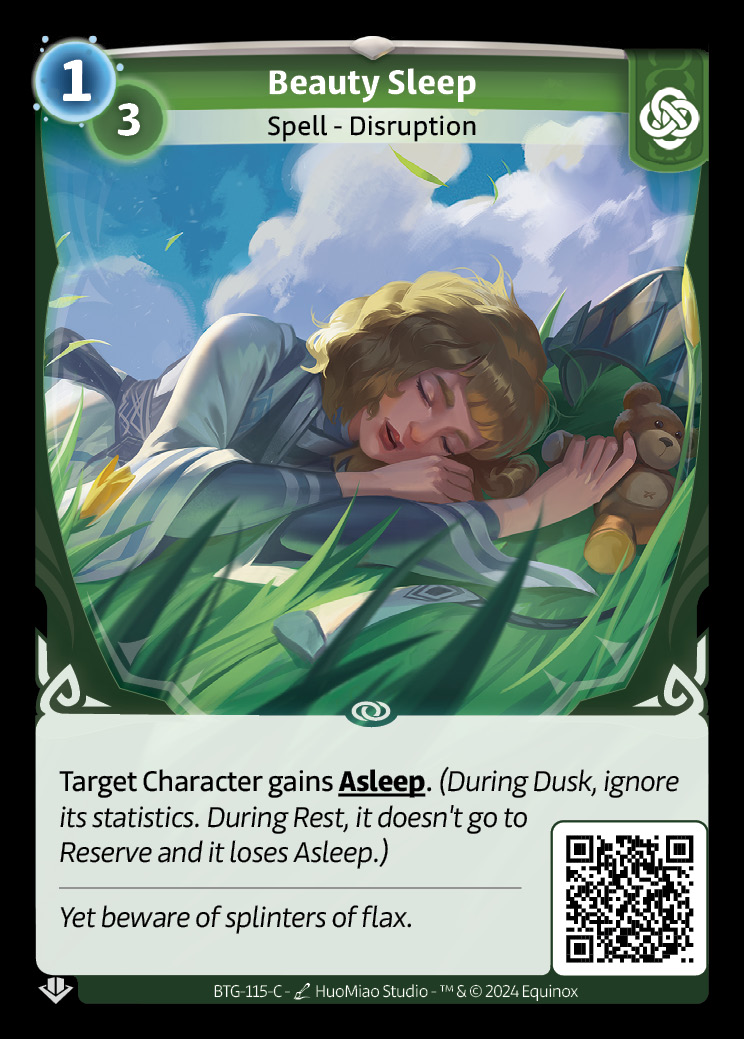 1
Beauty Sleep
3
Spell - Disruption
Target Character gains Asleep. (During Dusk, ignore
its statistics. During Rest, it doesn't go to
Reserve and it loses Asleep.)
Yet beware of splinters of flax.
BTG-115-C - HuoMiao Studio - ™ & © 2024 Equinox